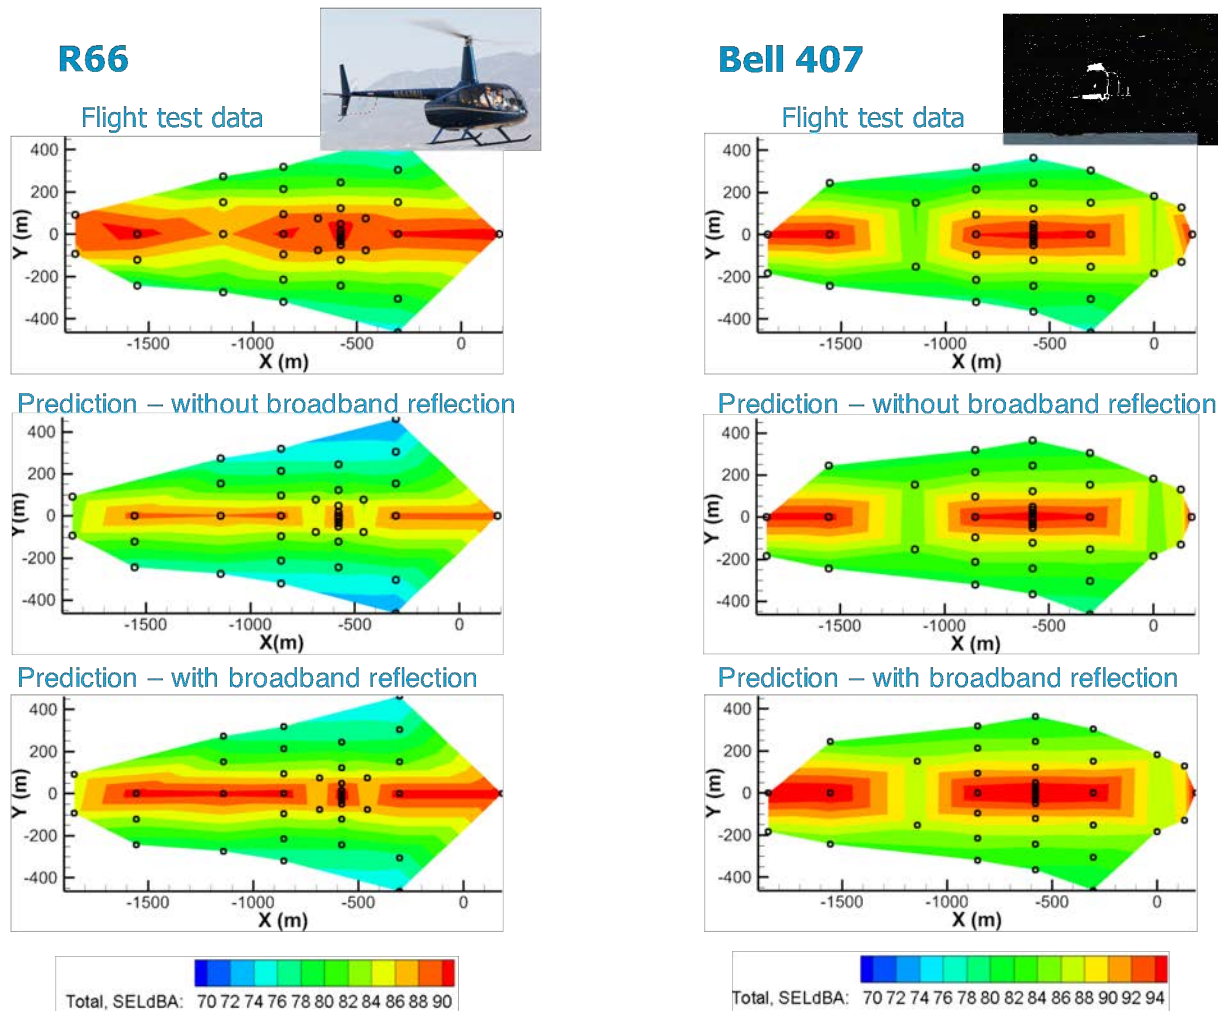 R66
Bell 407
Flight test data
Flight test data
400
200
0
-200
-400
Y (m)
-1500
-1000
-500
0
X (m)
400
200
0
-200
-400
Y (m)
-1500
-1000
-500
0
X (m)
Prediction – without broadband reflection
Prediction – without broadband reflection
400
200
0
-200
-400
Y (m)
-1500
-1000
-500
0
X(m)
400
200
0
-200
-400
Y (m)
-1500
-1000
-500
0
X (m)
Prediction – with broadband reflection
Prediction – with broadband reflection
400
200
0
-200
-400
Y (m)
-1500
-1000
-500
0
X (m)
400
200
0
-200
-400
Y (m)
-1500
-1000
-500
0
X (m)
Total, SELdBA: 70 72 74 76 78 80 82 84 86 88 90
Total, SELdBA: 70 72 74 76 78 80 82 84 86 88 90 92 94